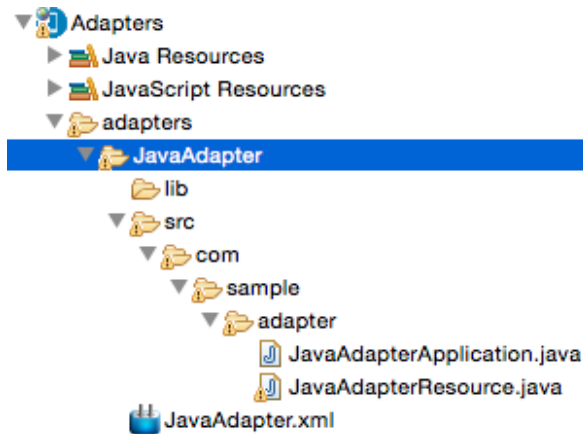 Adapters
Java Resources
JavaScript Resources
adapters
JavaAdapter
lib
src
com
sample
adapter
JavaAdapterApplication.java
JavaAdapterResource.java
JavaAdapter.xml